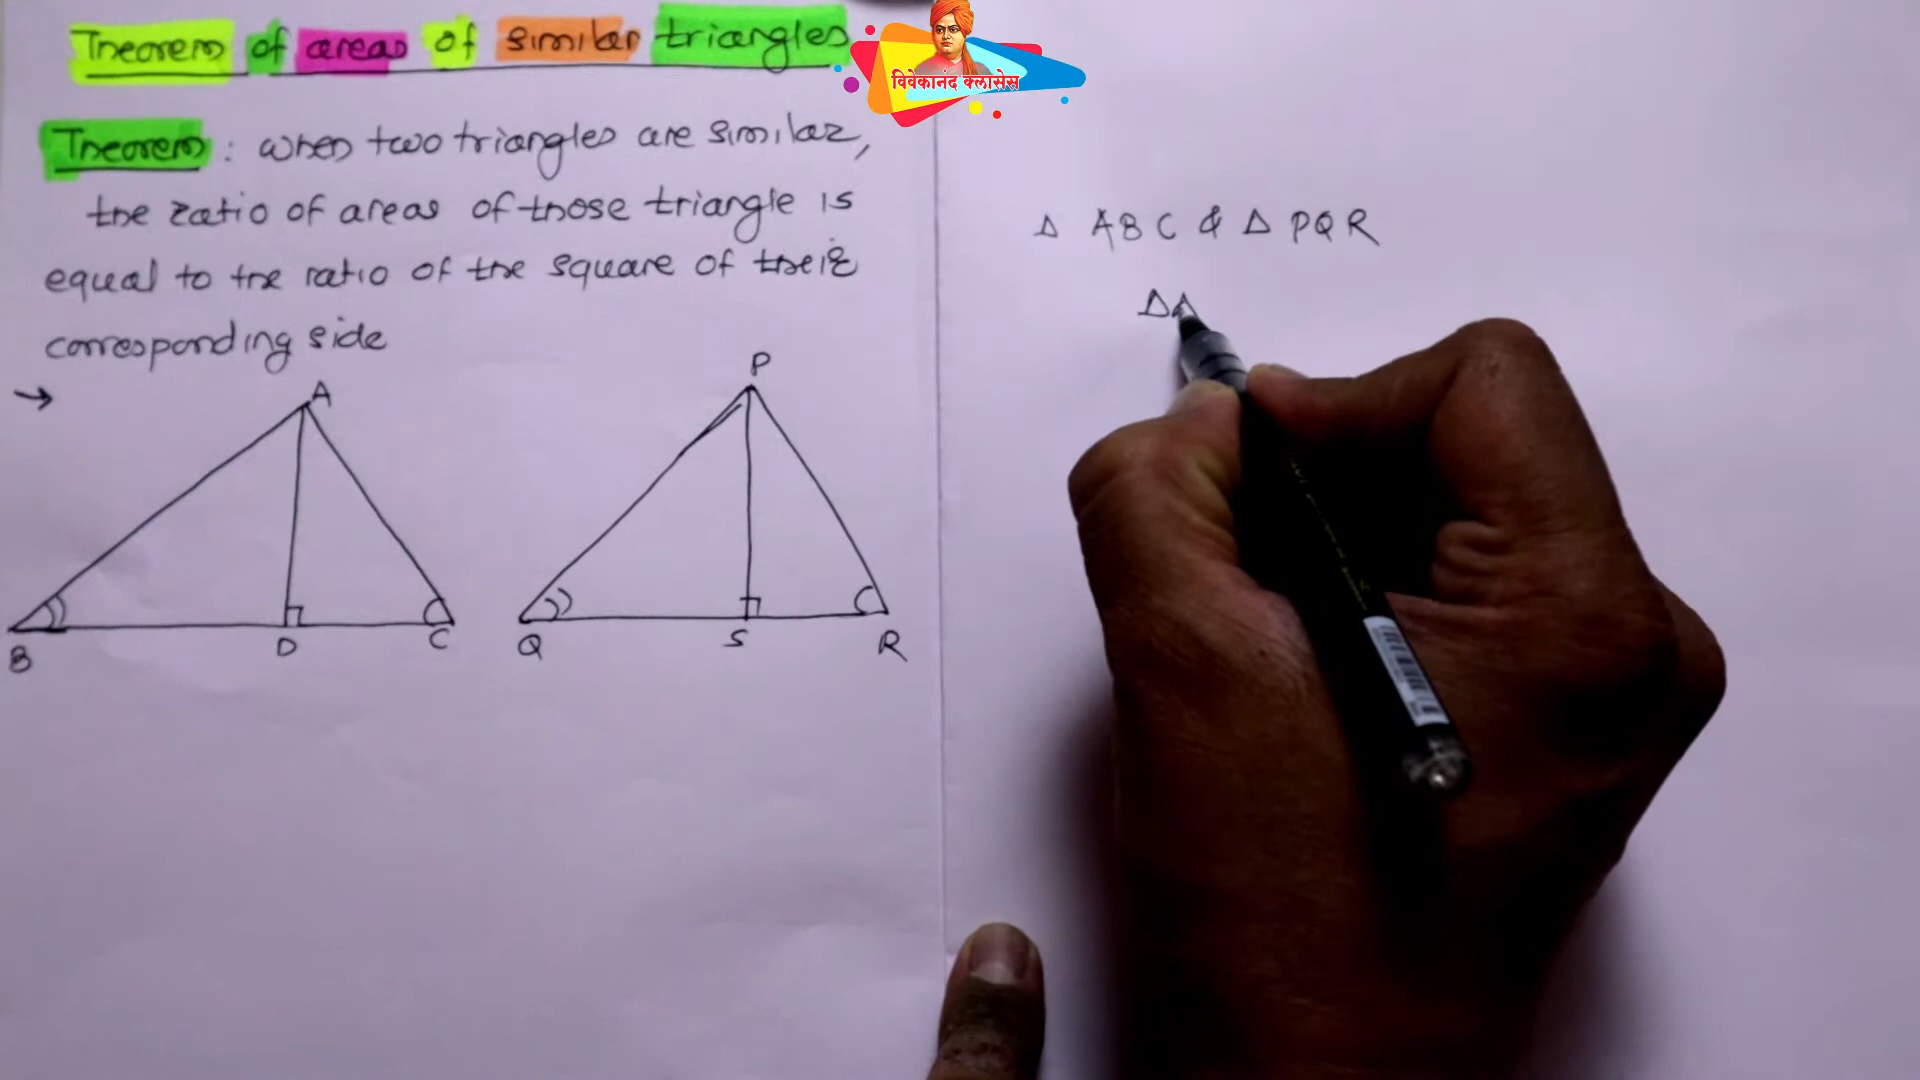 Theorem of areas of similar triangles
विवेकानंद क्लासेस
Theorem : when two triangles are similar,
the ratio of areas of those triangle is
equal to the ratio of the square of their
corresponding side
→
A
P
B
D
C
Q
S
R
Δ ABC & Δ PQR
ΔA